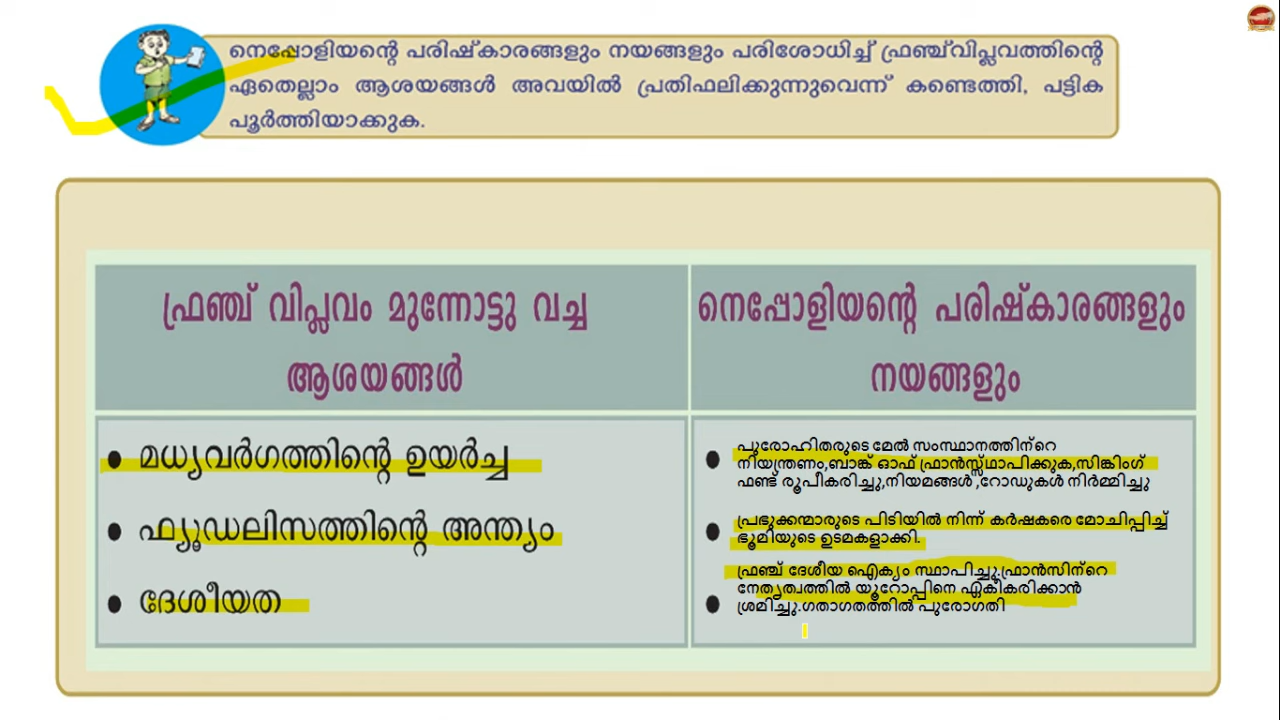 നെപ്പോളിയന്റെ പരിഷ്കാരങ്ങളും നയങ്ങളും പരിശോധിച്ച് ഫ്രഞ്ച്‌വിപ്ലവത്തിന്റെ
ഏതെല്ലാം ആശയങ്ങൾ അവയിൽ പ്രതിഫലിക്കുന്നുവെന്ന് കണ്ടെത്തി, പട്ടിക
പൂർത്തിയാക്കുക.
ഫ്രഞ്ച് വിപ്ലവം മുന്നോട്ടു വച്ച
ആശയങ്ങൾ
നെപ്പോളിയന്റെ പരിഷ്കാരങ്ങളും
നയങ്ങളും
• മധ്യവർഗത്തിന്റെ ഉയർച്ച
• ഫ്യൂഡലിസത്തിന്റെ അന്ത്യം
• ദേശീയത
• പുരോഹിതരുടെ മേൽ സംസ്ഥാനത്തിന്റെ
നിയന്ത്രണം,ബാങ്ക് ഓഫ് ഫ്രാൻസ്സ്ഥാപിക്കുക,സിങ്കിംഗ്
ഫണ്ട് രൂപീകരിച്ചു,നിയമങ്ങൾ ,റോഡുകൾ നിർമ്മിച്ചു
• പ്രഭുക്കന്മാരുടെ പിടിയിൽ നിന്ന് കർഷകരെ മോചിപ്പിച്ച്
ഭൂമിയുടെ ഉടമകളാക്കി.
• ഫ്രഞ്ച് ദേശീയ ഐക്യം സ്ഥാപിച്ചു.ഫ്രാൻസിന്റെ
നേതൃത്വത്തിൽ യൂറോപ്പിനെ ഏകീകരിക്കാൻ
ശ്രമിച്ചു.ഗതാഗതത്തിൽ പുരോഗതി